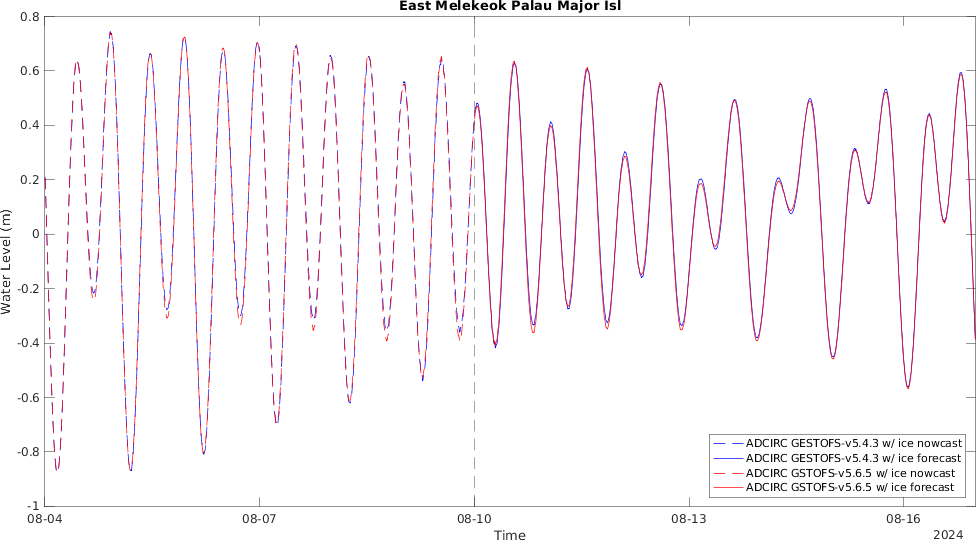 East Melekeok Palau Major Isl
0.8
0.6
0.4
0.2
0
-0.2
-0.4
-0.6
-0.8
-1
Water Level (m)
ADCIRC GESTOFS-v5.4.3 w/ ice nowcast
ADCIRC GESTOFS-v5.4.3 w/ ice forecast
ADCIRC GSTOFS-v5.6.5 w/ ice nowcast
ADCIRC GSTOFS-v5.6.5 w/ ice forecast
08-04 08-07 08-10 08-13 08-16
Time
2024